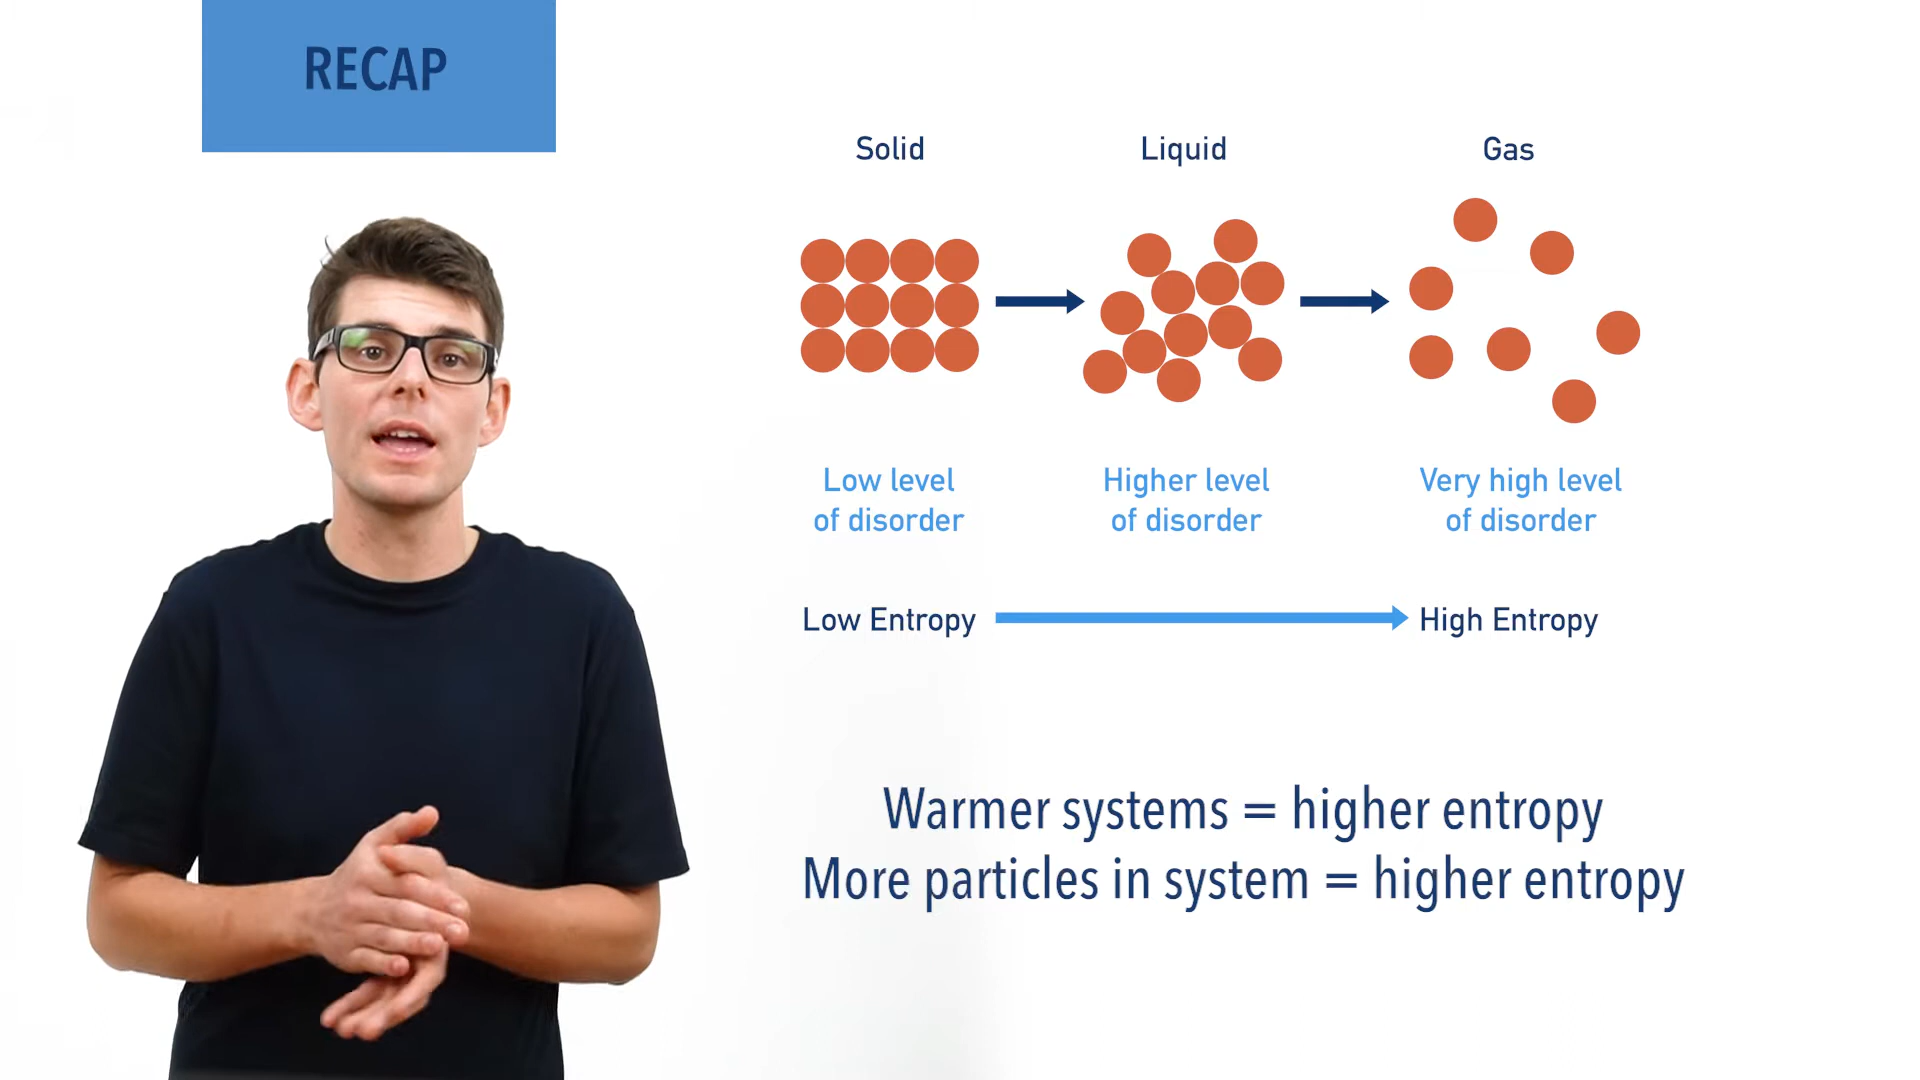 RECAP
Solid
Liquid
Gas
Low level
of disorder
Higher level
of disorder
Very high level
of disorder
Low Entropy
High Entropy
Warmer systems = higher entropy
More particles in system = higher entropy